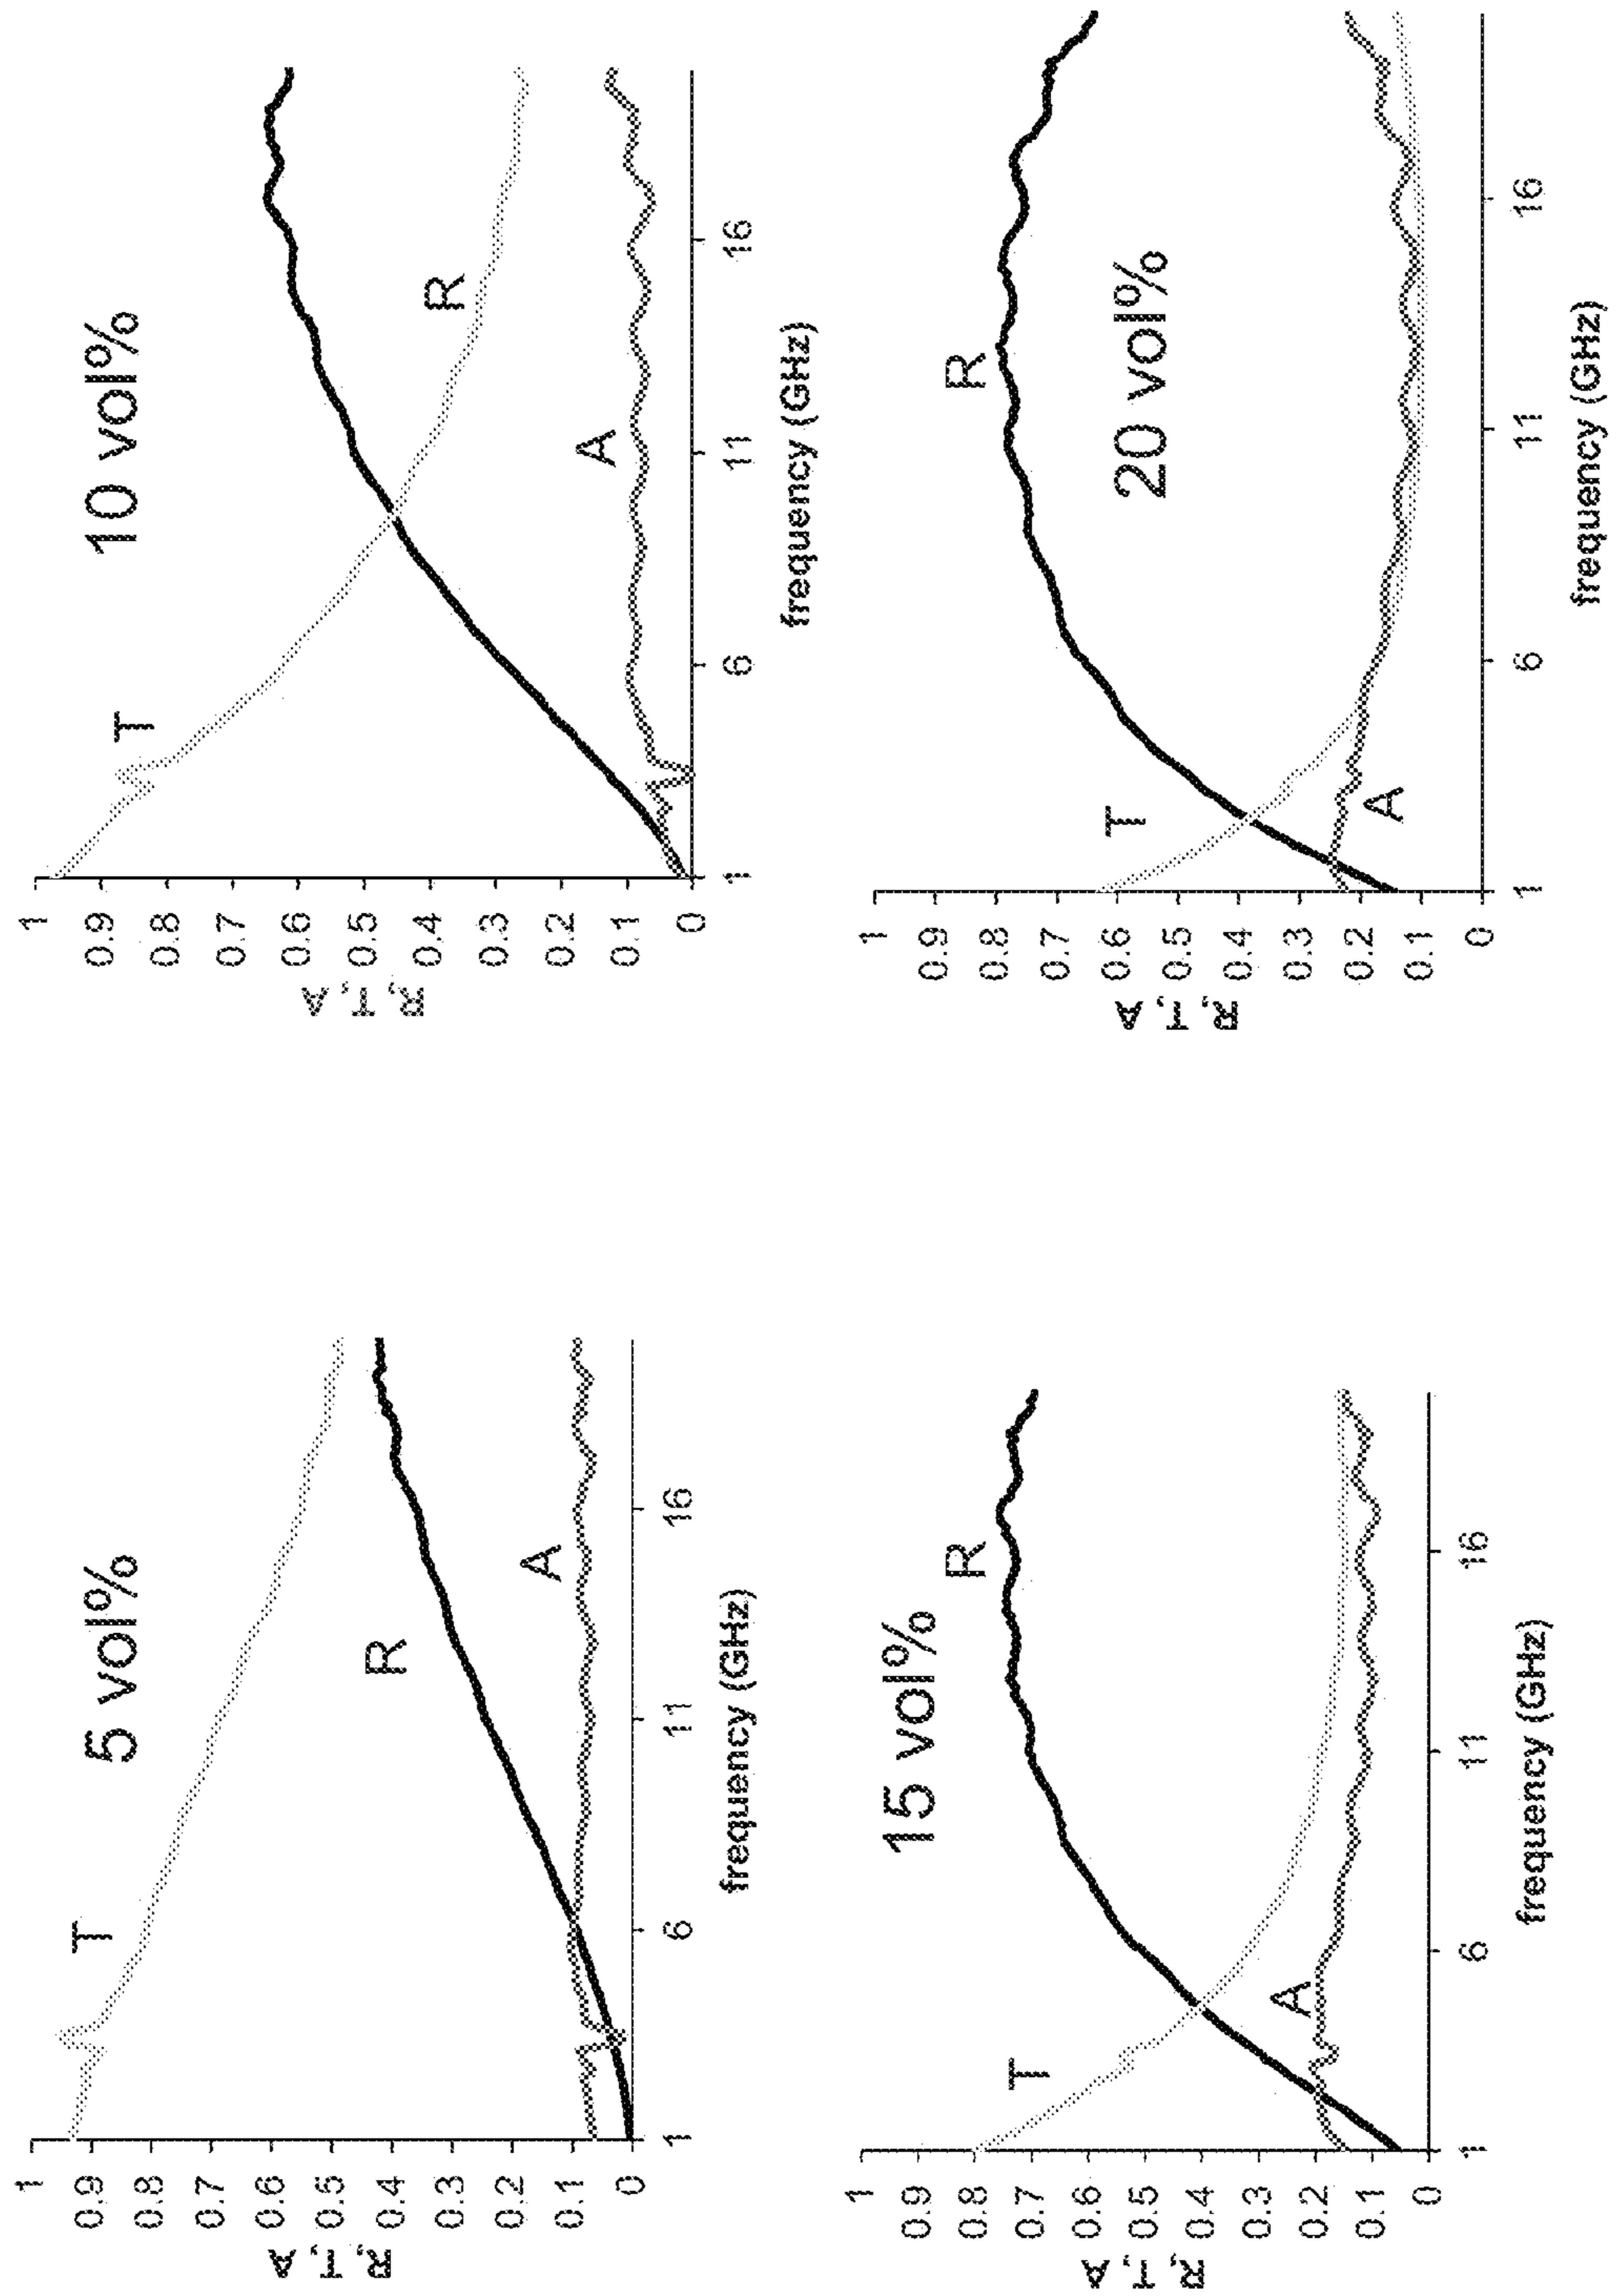 5 vol%
R, T, A
1
0.9
0.8
0.7
0.6
0.5
0.4
0.3
0.2
0.1
0
T
R
A
1
6
11
16
frequency (GHz)
10 vol%
R, T, A
1
0.9
0.8
0.7
0.6
0.5
0.4
0.3
0.2
0.1
0
T
R
A
1
6
11
16
frequency (GHz)
15 vol%
R, T, A
1
0.9
0.8
0.7
0.6
0.5
0.4
0.3
0.2
0.1
0
R
T
A
1
6
11
16
frequency (GHz)
20 vol%
R, T, A
1
0.9
0.8
0.7
0.6
0.5
0.4
0.3
0.2
0.1
0
R
T
A
1
6
11
16
frequency (GHz)